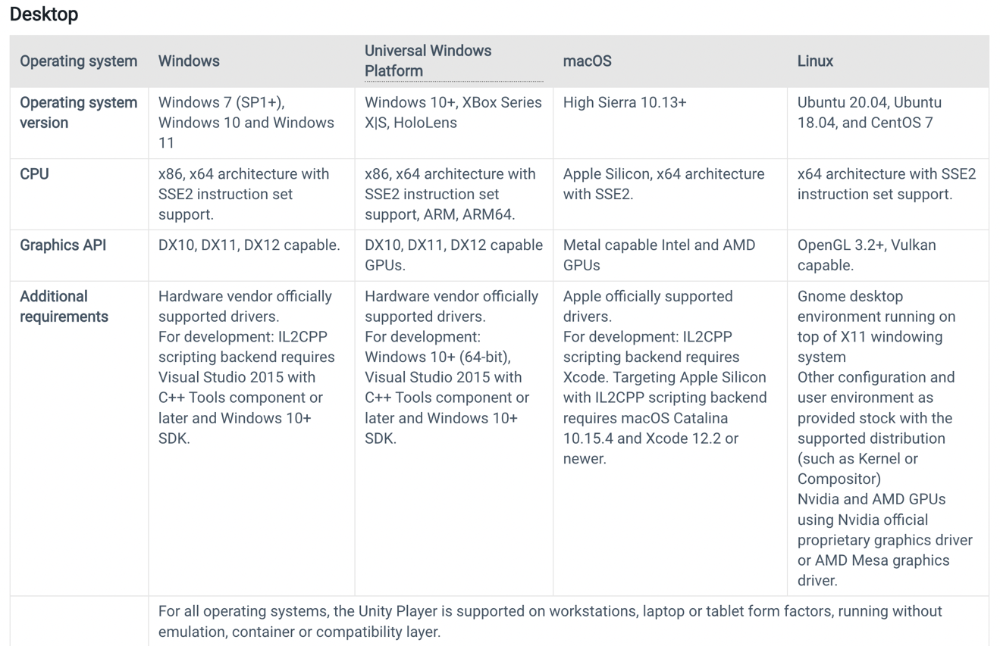 Desktop
Operating system
Windows
Universal Windows
Platform
macOS
Linux
Operating system
version
Windows 7 (SP1+),
Windows 10 and Windows
11
Windows 10+, XBox Series
X|S, HoloLens
High Sierra 10.13+
Ubuntu 20.04, Ubuntu
18.04, and CentOS 7
CPU
x86, x64 architecture with
SSE2 instruction set
support.
x86, x64 architecture with
SSE2 instruction set
support, ARM, ARM64.
Apple Silicon, x64 architecture
with SSE2.
x64 architecture with SSE2
instruction set support.
Graphics API
DX10, DX11, DX12 capable.
DX10, DX11, DX12 capable
GPUs.
Metal capable Intel and AMD
GPUs
OpenGL 3.2+, Vulkan
capable.
Additional
requirements
Hardware vendor officially
supported drivers.
For development: IL2CPP
scripting backend requires
Visual Studio 2015 with
C++ Tools component or
later and Windows 10+
SDK.
Hardware vendor officially
supported drivers.
For development:
Windows 10+ (64-bit),
Visual Studio 2015 with
C++ Tools component or
later and Windows 10+
SDK.
Apple officially supported
drivers.
For development: IL2CPP
scripting backend requires
Xcode. Targeting Apple Silicon
with IL2CPP scripting backend
requires macOS Catalina
10.15.4 and Xcode 12.2 or
newer.
Gnome desktop
environment running on
top of X11 windowing
system
Other configuration and
user environment as
provided stock with the
supported distribution
(such as Kernel or
Compositor)
Nvidia and AMD GPUs
using Nvidia official
proprietary graphics driver
or AMD Mesa graphics
driver.
For all operating systems, the Unity Player is supported on workstations, laptop or tablet form factors, running without
emulation, container or compatibility layer.